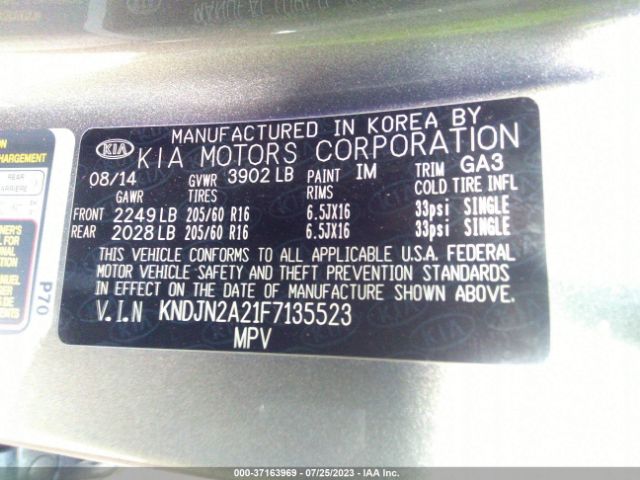 MANUFACTURED IN KOREA BY
KIA KIA MOTORS CORPORATION
08/14 GVWR 3902 LB PAINT IM TRIM GA3
GAWR TIRES RIMS COLD TIRE INFL
FRONT 2249 LB 205/60 R16 6.5JX16 33psi SINGLE
REAR 2028 LB 205/60 R16 6.5JX16 33psi SINGLE
THIS VEHICLE CONFORMS TO ALL APPLICABLE U.S.A. FEDERAL
MOTOR VEHICLE SAFETY AND THEFT PREVENTION STANDARDS
IN EFFECT ON THE DATE OF MANUFACTURE SHOWN ABOVE.
V.I.N KNDJN2A21F7135523
MPV
P70
CHARGEMENT
REAR
000-37163969 - 07/25/2023 - IAA Inc.